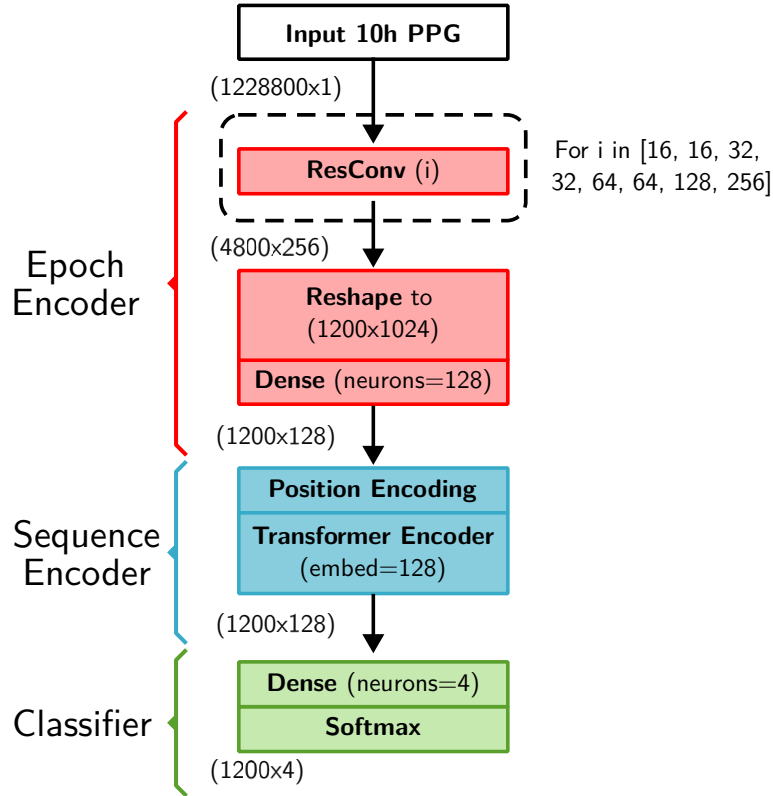 Input 10h PPG
(1228800x1)
ResConv (i)
For i in [16, 16, 32,
32, 64, 64, 128, 256]
(4800x256)
Epoch
Encoder
Reshape to
(1200x1024)
Dense (neurons=128)
(1200x128)
Position Encoding
Sequence
Encoder
Transformer Encoder
(embed=128)
(1200x128)
Dense (neurons=4)
Classifier
Softmax
(1200x4)